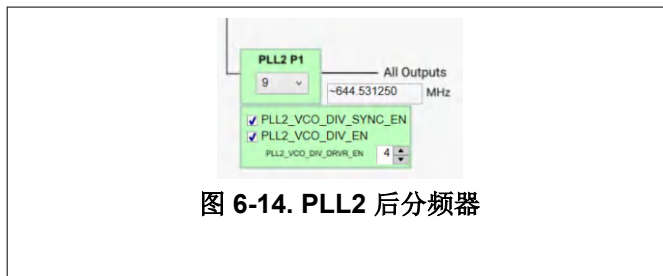 PLL2 P1
9
All Outputs
~644.531250 MHz
PLL2_VCO_DIV_SYNC_EN
PLL2_VCO_DIV_EN
PLL2_VCO_DIV_DRVR_EN 4
图 6-14. PLL2 后分频器